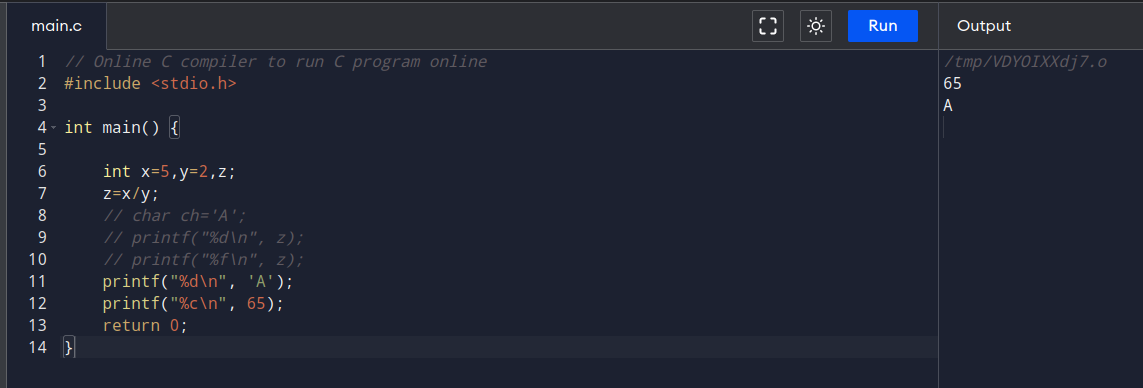 main.c
Run
Output
1 // Online C compiler to run C program online
2 #include <stdio.h>
3
4 int main() {
5
6     int x=5,y=2,z;
7     z=x/y;
8     // char ch='A';
9     // printf("%d\n", z);
10     // printf("%f\n", z);
11     printf("%d\n", 'A');
12     printf("%c\n", 65);
13     return 0;
14 }
/tmp/VDYOIXXdj7.o
65
A